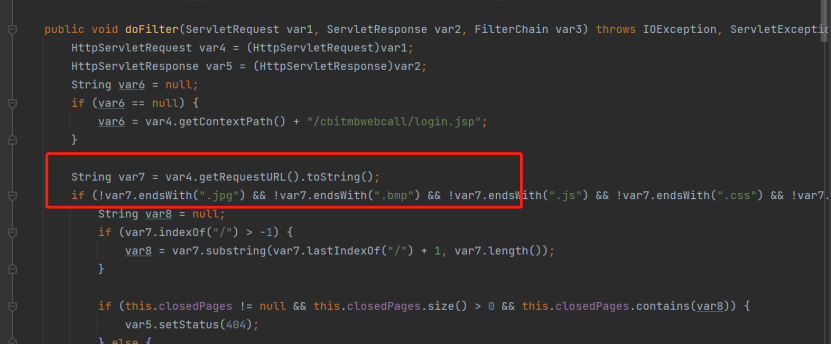 public void doFilter(ServletRequest var1, ServletResponse var2, FilterChain var3) throws IOException, ServletExceptio
HttpServletRequest var4 = (HttpServletRequest)var1;
HttpServletResponse var5 = (HttpServletResponse)var2;
String var6 = null;
if (var6 == null) {
var6 = var4.getContextPath() + "/cbitmbwebcall/login.jsp";
}
String var7 = var4.getRequestURL().toString();
if (!var7.endsWith(".jpg") && !var7.endsWith(".bmp") && !var7.endsWith(".js") && !var7.endsWith(".css") && !var7.
String var8 = null;
if (var7.indexOf("/") > -1) {
var8 = var7.substring(var7.lastIndexOf("/") + 1, var7.length());
}
if (this.closedPages != null && this.closedPages.size() > 0 && this.closedPages.contains(var8)) {
var5.setStatus(404);
} else {